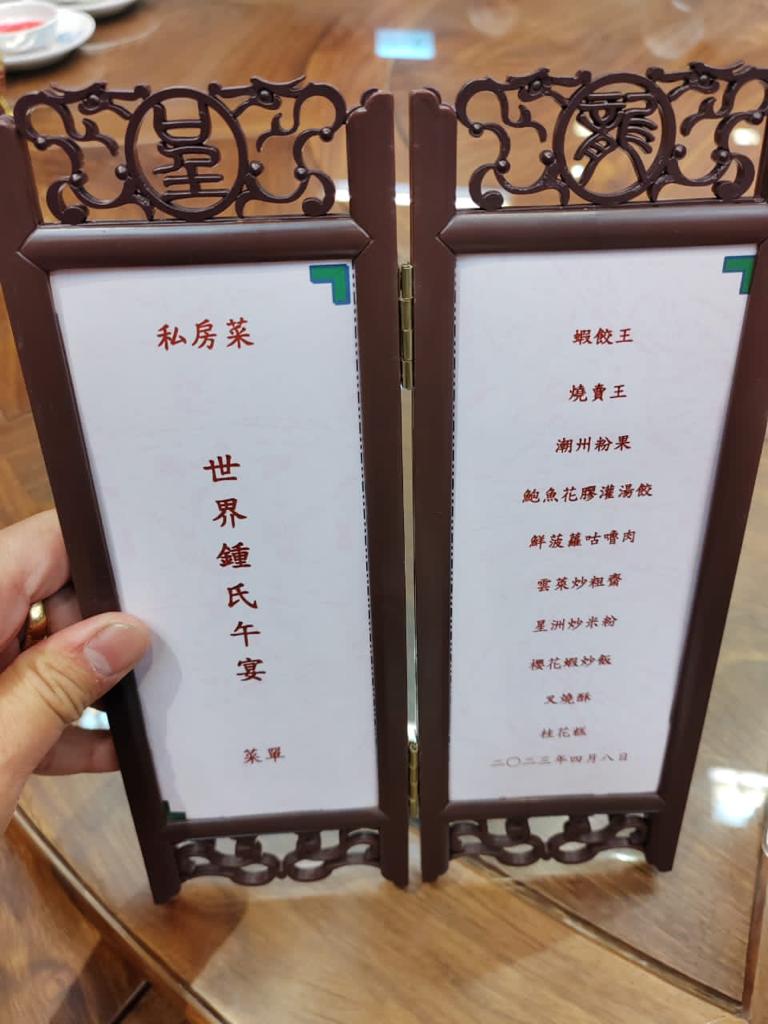 私房菜
世界鍾氏午宴
菜單
蝦餃王
燒賣王
潮州粉果
鮑魚花膠灌湯餃
鮮菠蘿咕嚕肉
雲菜炒粗齋
星洲炒米粉
櫻花蝦炒飯
叉燒酥
桂花糕
二〇二三年四月八日